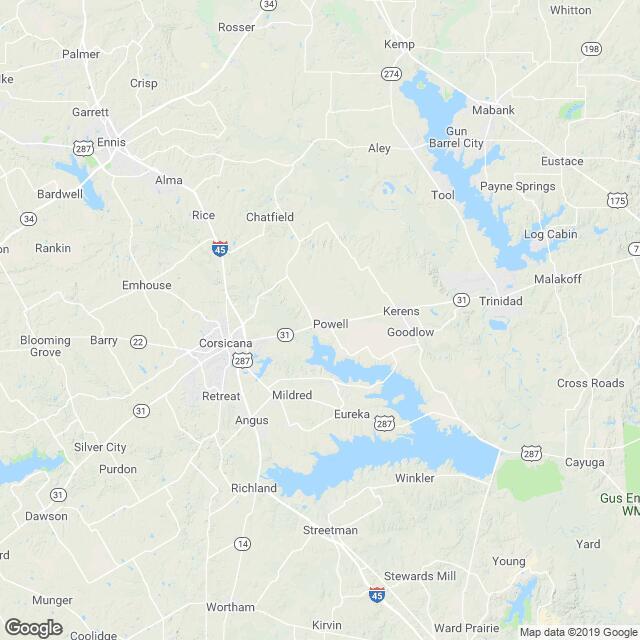 34
Whitton
Rosser
Kemp
198
Palmer
ke
Crisp
274
Mabank
Garrett
Gun
Barrel City
287
Ennis
Aley
Eustace
Alma
Payne Springs
Bardwell
Tool
175
34
Rice
Chatfield
Log Cabin
on
Rankin
45
7
Malakoff
Emhouse
31
Trinidad
Kerens
Powell
Goodlow
31
Blooming
Grove
Barry
22
Corsicana
287
Cross Roads
Retreat
Mildred
31
Eureka
Angus
287
Silver City
287
Purdon
Cayuga
Winkler
Richland
31
Gus En
WM
Dawson
Streetman
14
Yard
rd
Young
Stewards Mill
45
Munger
Wortham
Coolidge
Kirvin
Ward Prairie
Google
Map data ©2019 Google